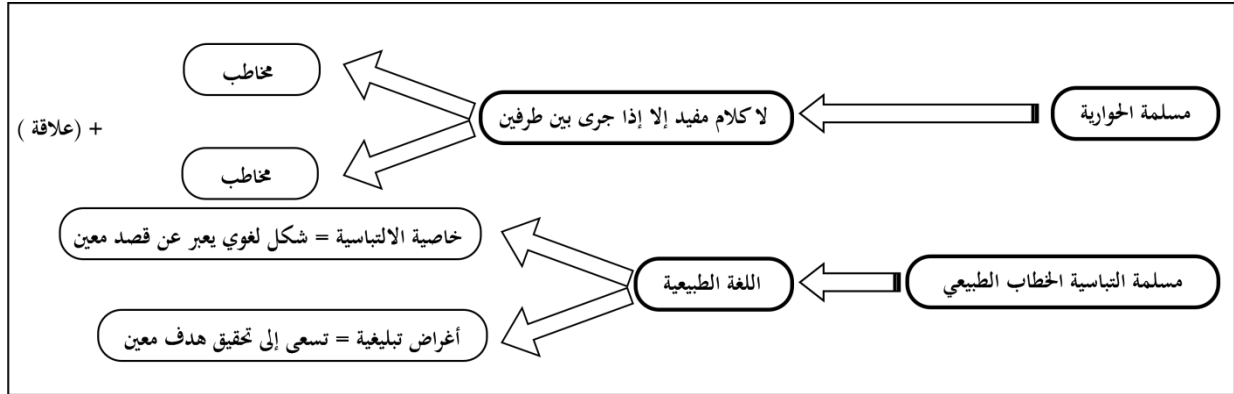 مسلمة الحوارية
لا كلام مفيد إلا إذا جرى بين طرفين
مخاطب
مخاطب
+ (علاقة )
مسلمة التباسية الخطاب الطبيعي
اللغة الطبيعية
خاصية الالتباسية = شكل لغوي يعبر عن قصد معين
أغراض تبليغية = تسعى إلى تحقيق هدف معين